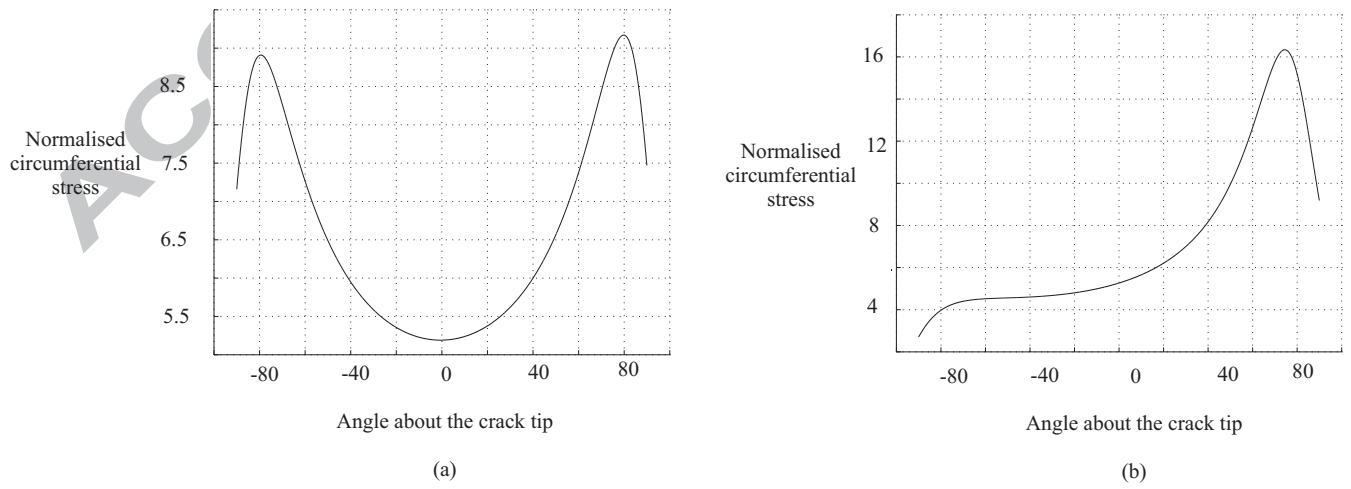 ACC
8.5
7.5
6.5
5.5
Normalised
circumferential
stress
-80 -40 0 40 80
Angle about the crack tip
(a)
16
12
8
4
Normalised
circumferential
stress
-80 -40 0 40 80
Angle about the crack tip
(b)